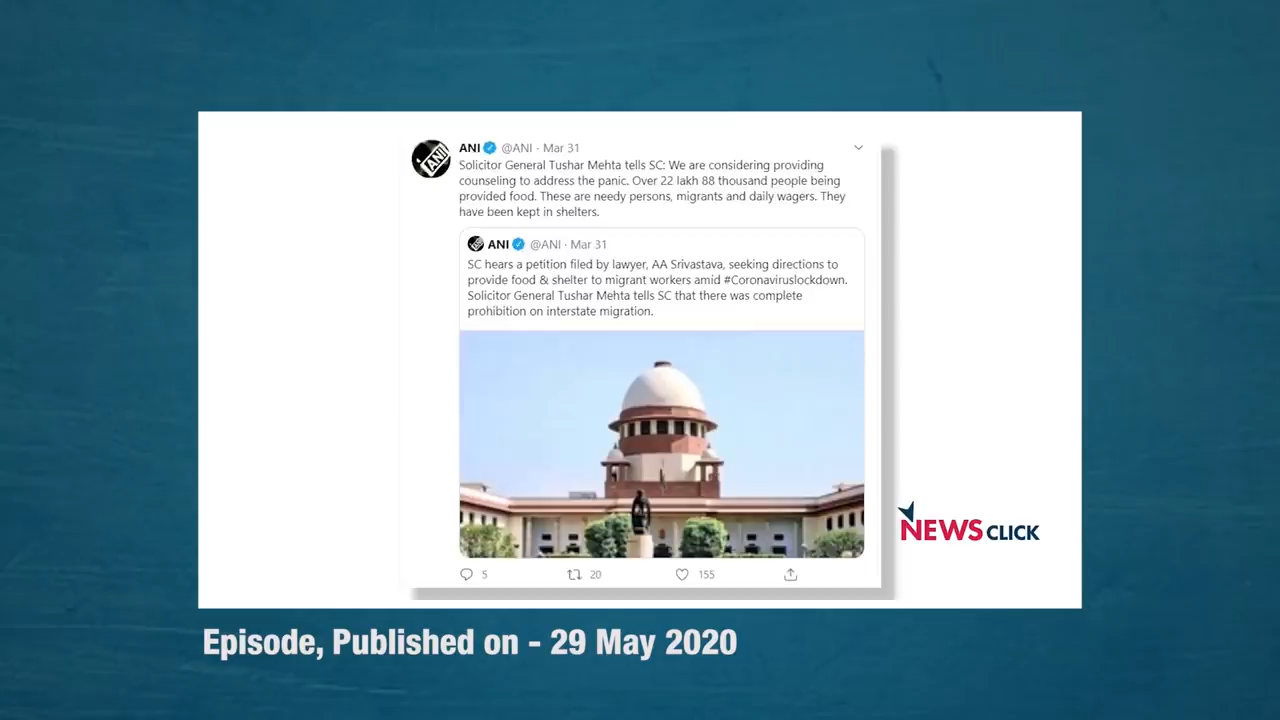 ANI @ANI · Mar 31
Solicitor General Tushar Mehta tells SC: We are considering providing
counseling to address the panic. Over 22 lakh 88 thousand people being
provided food. These are needy persons, migrants and daily wagers. They
have been kept in shelters.
ANI @ANI · Mar 31
SC hears a petition filed by lawyer, AA Srivastava, seeking directions to
provide food & shelter to migrant workers amid #Coronaviruslockdown.
Solicitor General Tushar Mehta tells SC that there was complete
prohibition on interstate migration.
5 20 155
NEWS CLICK
Episode, Published on - 29 May 2020